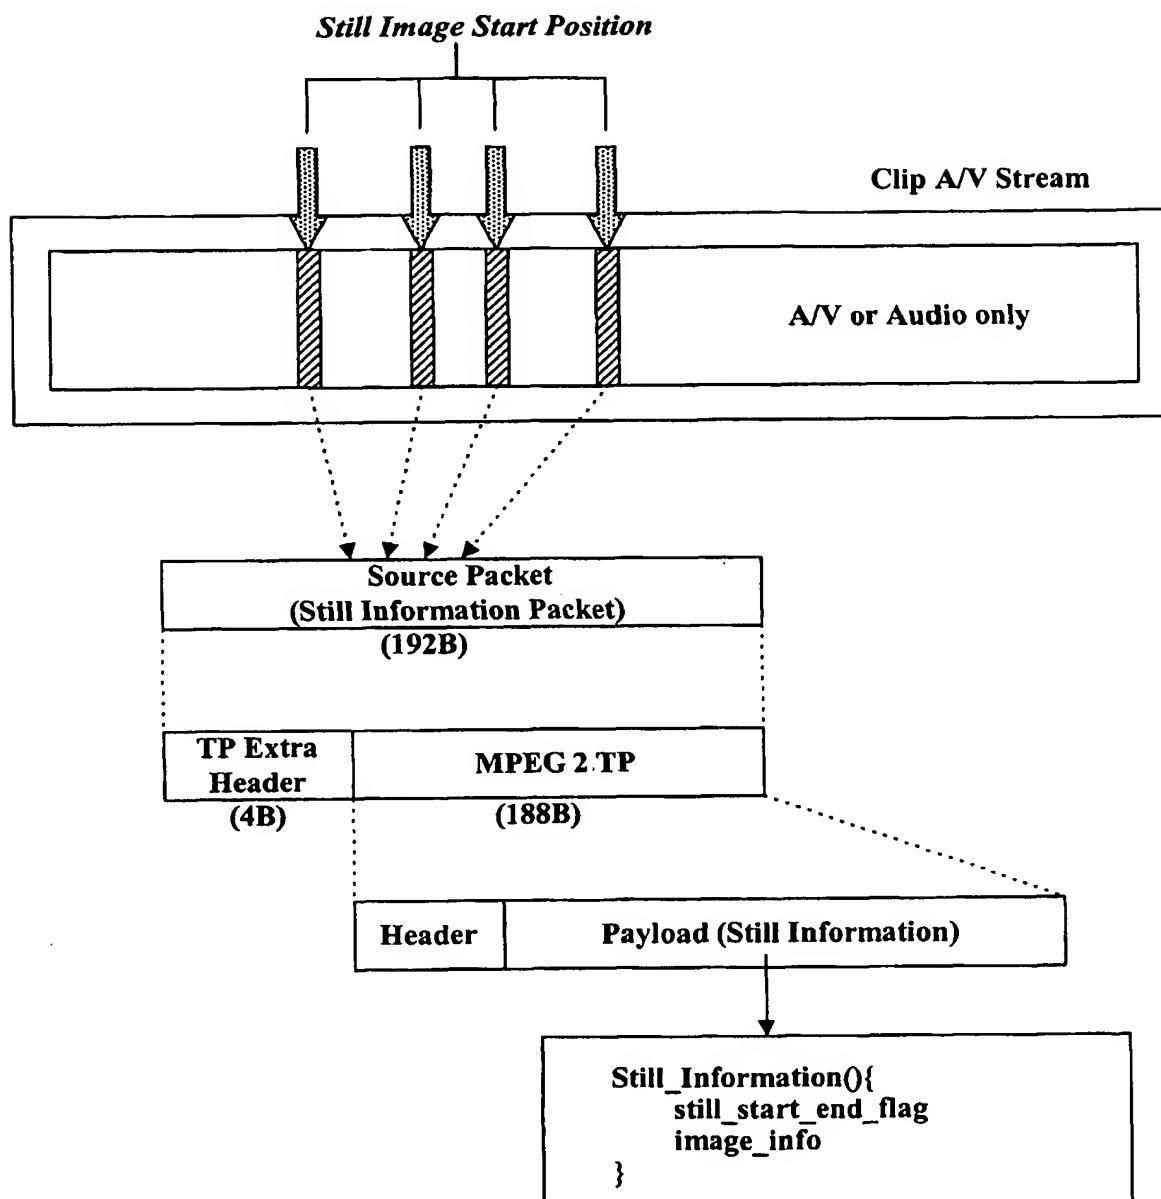 Still Image Start Position
Clip A/V Stream
A/V or Audio only
Source Packet
(Still Information Packet)
(192B)
TP Extra
Header
MPEG 2 TP
(4B)
(188B)
Header
Payload (Still Information)
Still_Information(){
still_start_end_flag
image_info
}